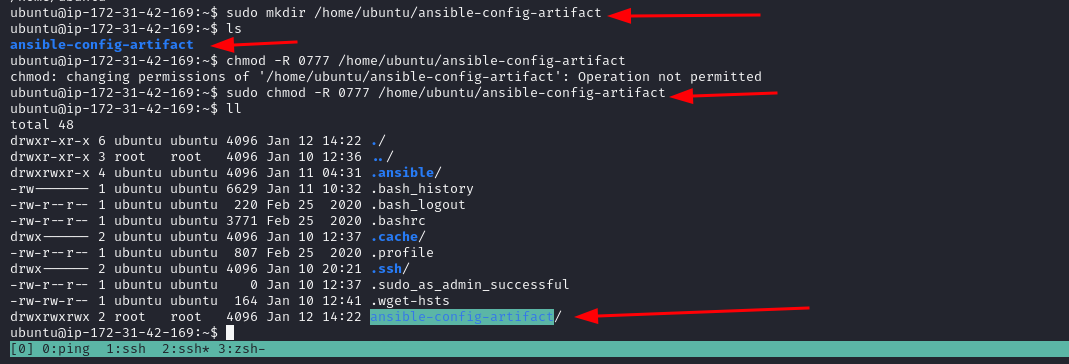 ubuntu@ip-172-31-42-169:~$ sudo mkdir /home/ubuntu/ansible-config-artifact
ubuntu@ip-172-31-42-169:~$ ls
ansible-config-artifact
ubuntu@ip-172-31-42-169:~$ chmod -R 0777 /home/ubuntu/ansible-config-artifact
chmod: changing permissions of '/home/ubuntu/ansible-config-artifact': Operation not permitted
ubuntu@ip-172-31-42-169:~$ sudo chmod -R 0777 /home/ubuntu/ansible-config-artifact
ubuntu@ip-172-31-42-169:~$ ll
total 48
drwxr-xr-x 6 ubuntu ubuntu 4096 Jan 12 14:22 ./
drwxr-xr-x 3 root   root   4096 Jan 10 12:36 ../
drwxrwxr-x 4 ubuntu ubuntu 4096 Jan 11 04:31 .ansible/
-rw------- 1 ubuntu ubuntu 6629 Jan 11 10:32 .bash_history
-rw-r--r-- 1 ubuntu ubuntu  220 Feb 25  2020 .bash_logout
-rw-r--r-- 1 ubuntu ubuntu 3771 Feb 25  2020 .bashrc
drwx------ 2 ubuntu ubuntu 4096 Jan 10 12:37 .cache/
-rw-r--r-- 1 ubuntu ubuntu  807 Feb 25  2020 .profile
drwx------ 2 ubuntu ubuntu 4096 Jan 10 20:21 .ssh/
-rw-r--r-- 1 ubuntu ubuntu    0 Jan 10 12:37 .sudo_as_admin_successful
-rw-rw-r-- 1 ubuntu ubuntu  164 Jan 10 12:41 .wget-hsts
drwxrwxrwx 2 root   root   4096 Jan 12 14:22 ansible-config-artifact/
ubuntu@ip-172-31-42-169:~$
[0] 0:ping  1:ssh  2:ssh* 3:zsh-